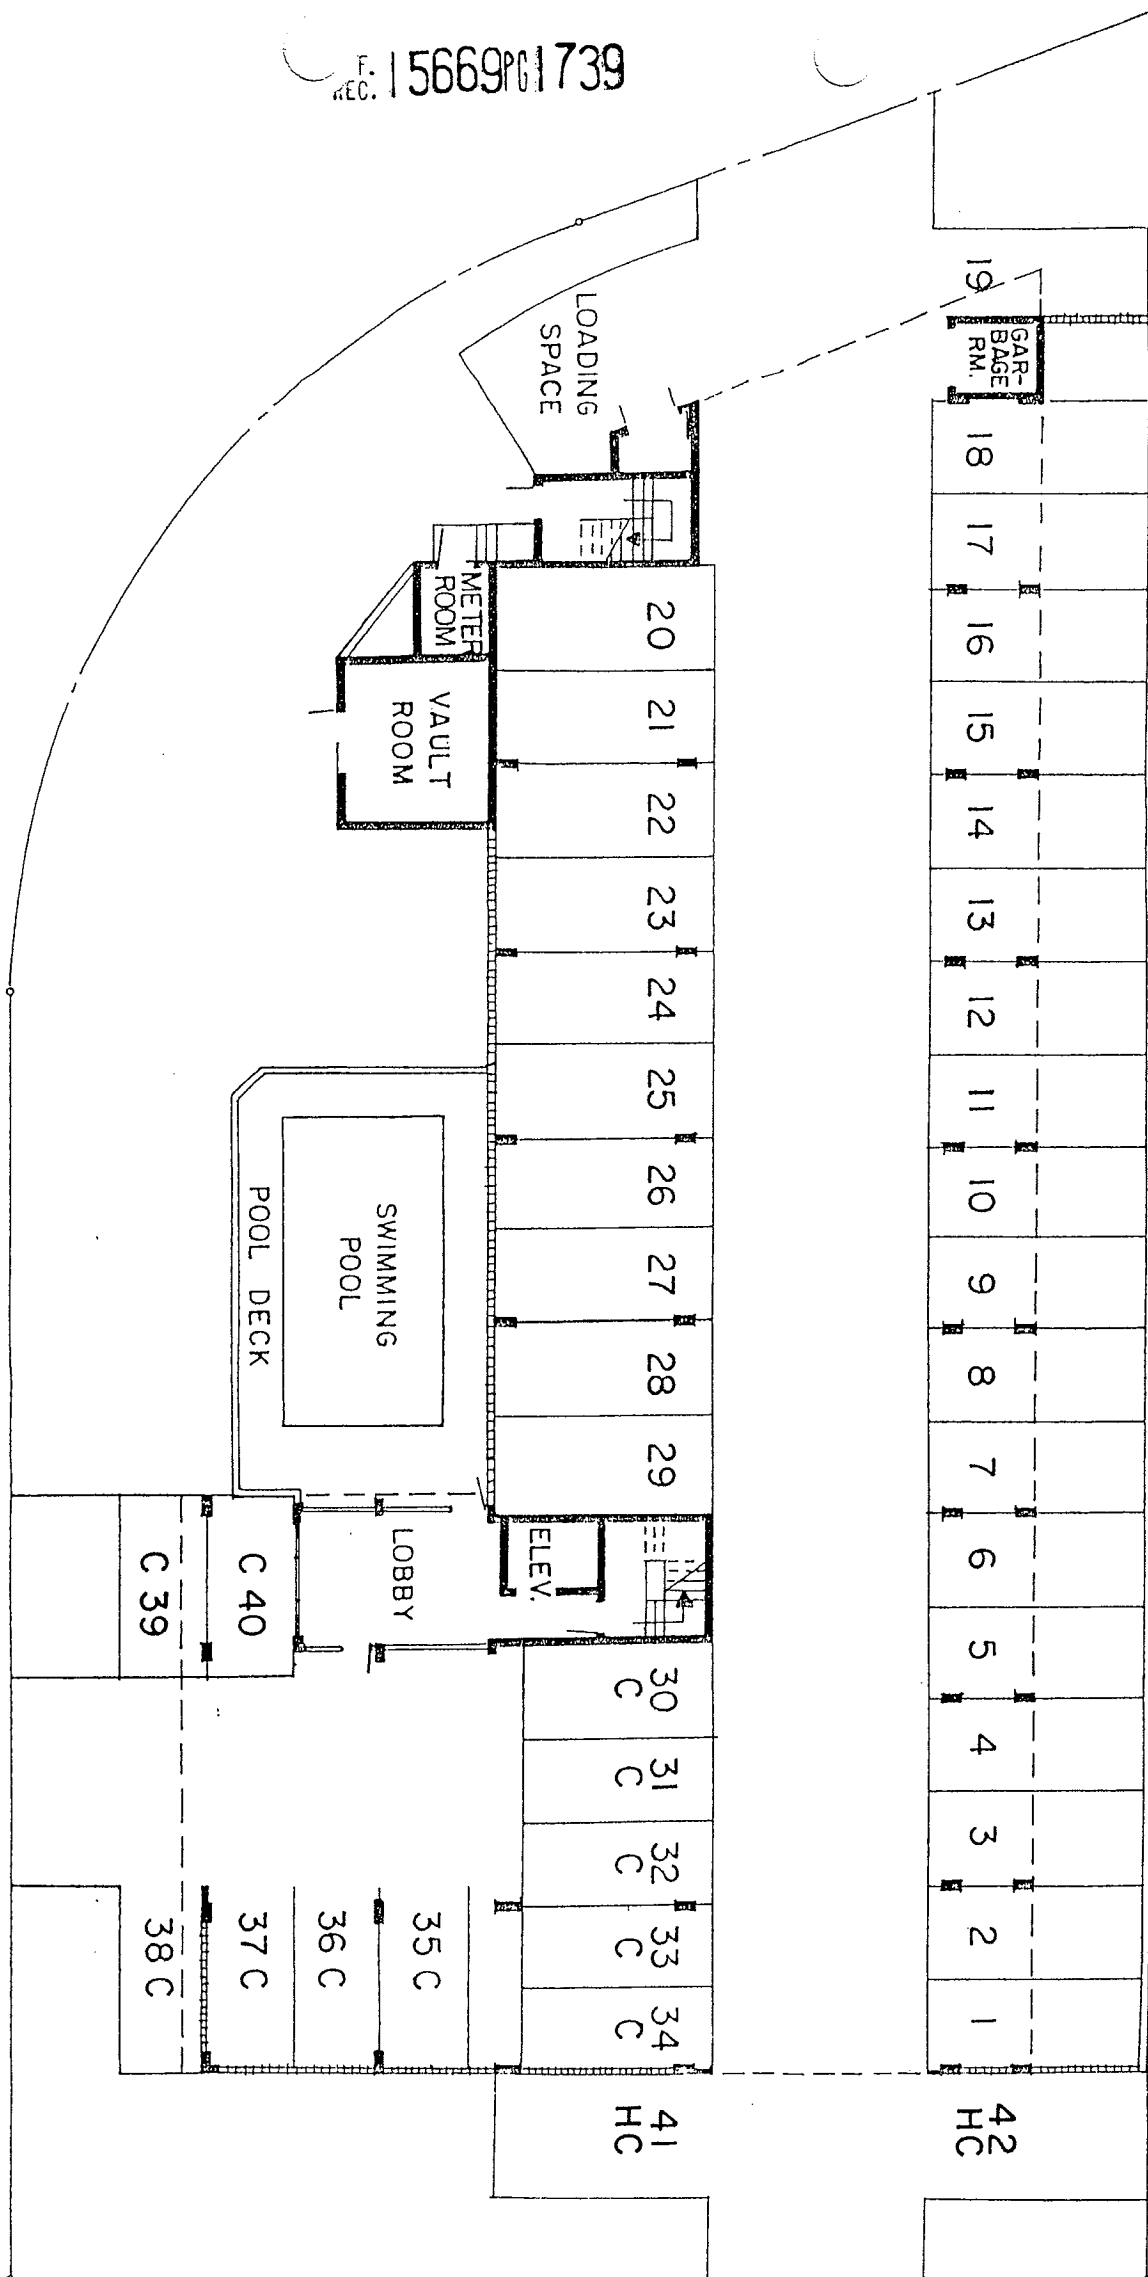 F.
REC. 15669PG1739
19
GAR-
BAGE
RM.
18
17
16
15
14
13
12
11
10
9
8
7
6
5
4
3
2
1
42
HC
LOADING
SPACE
METER
ROOM
VAULT
ROOM
20
21
22
23
24
25
26
27
28
29
SWIMMING
POOL
POOL DECK
LOBBY
ELEV.
C 40
C 39
30
C
31
C
32
C
33
C
34
C
35 C
36 C
37 C
38 C
41
HC